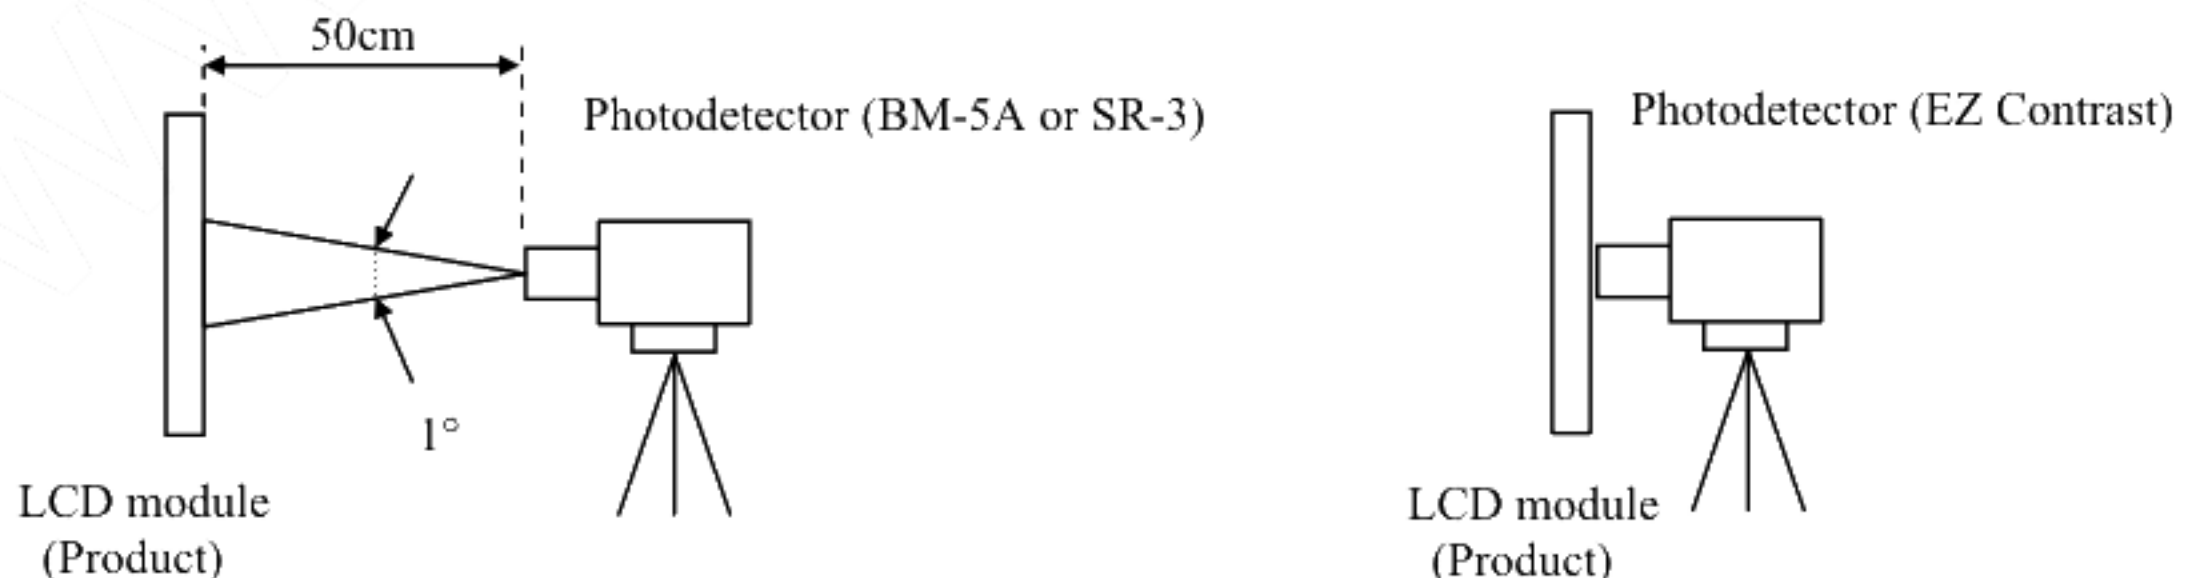 50cm
Photodetector (BM-5A or SR-3)
1°
LCD module
(Product)
Photodetector (EZ Contrast)
LCD module
(Product)